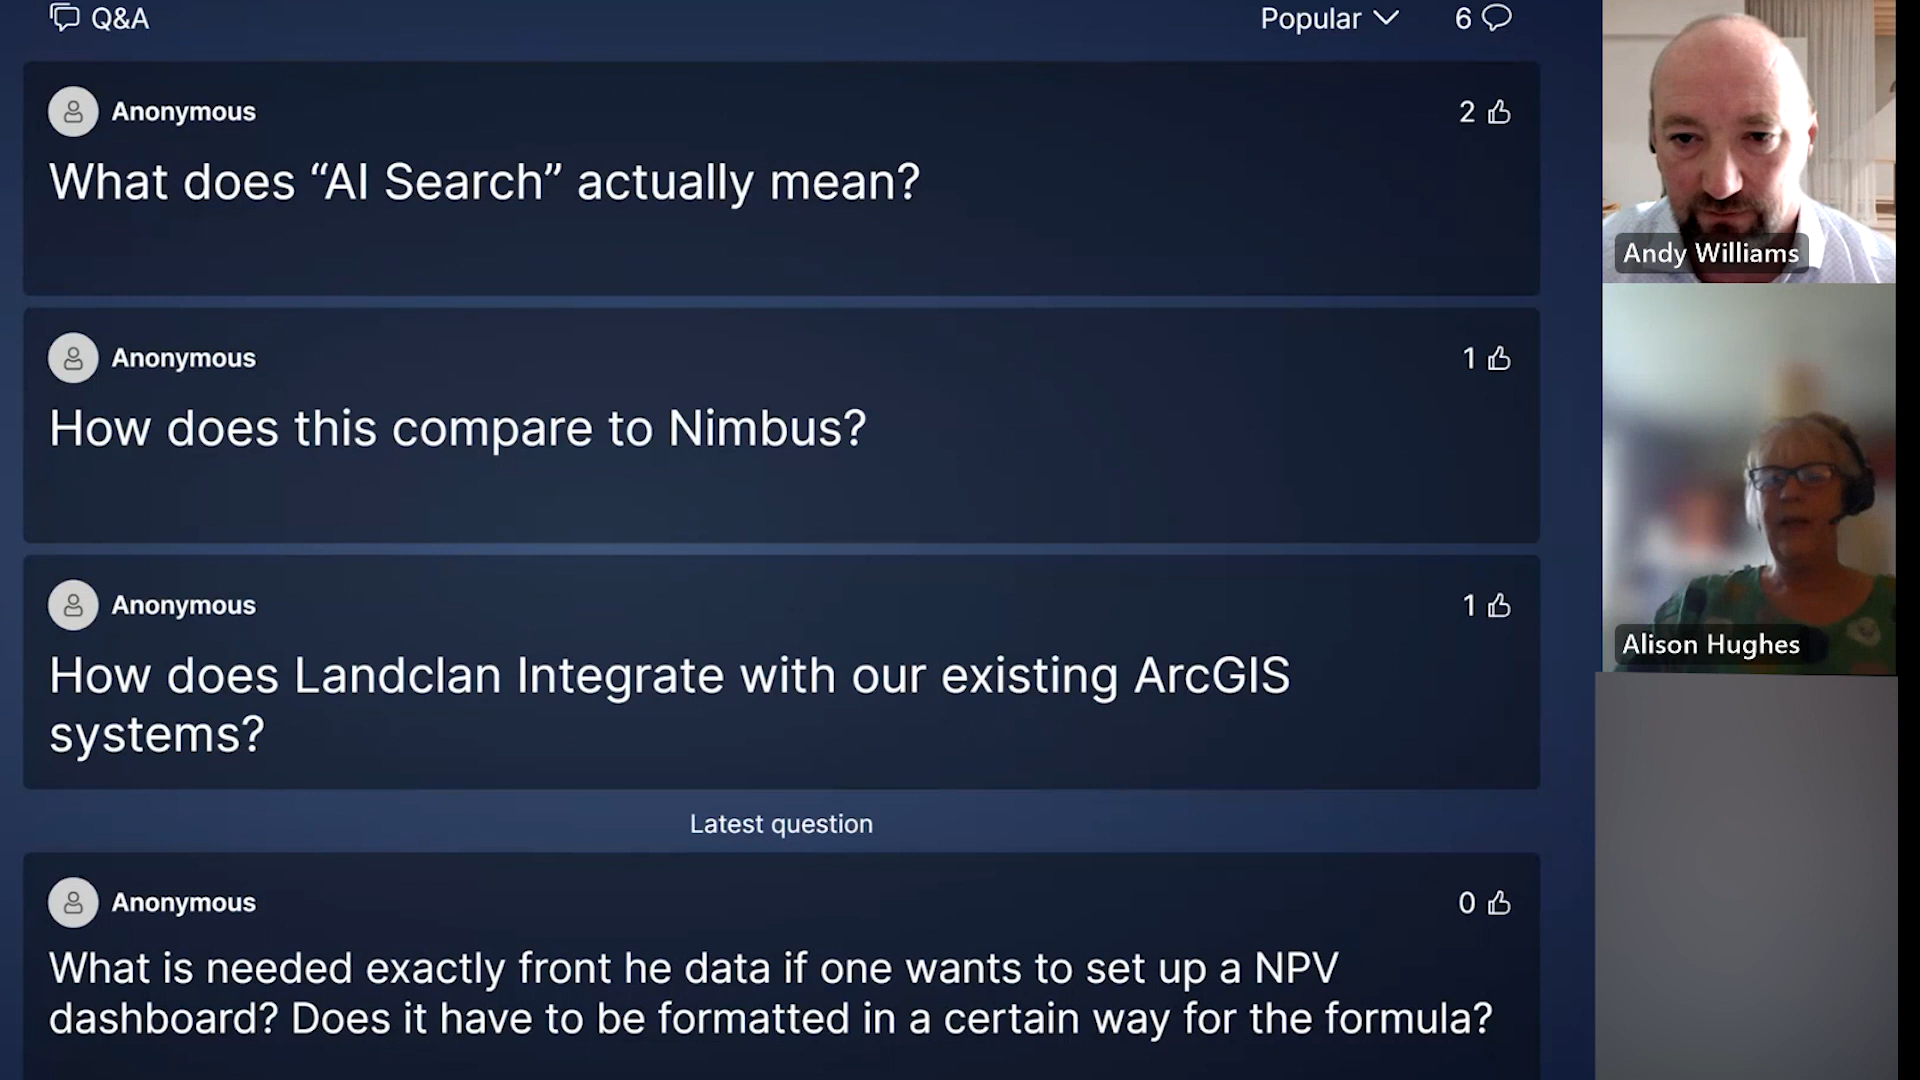 Q&A
Popular
6
Anonymous
2
What does “AI Search” actually mean?
Anonymous
1
How does this compare to Nimbus?
Anonymous
1
How does Landclan Integrate with our existing ArcGIS
systems?
Latest question
Anonymous
0
What is needed exactly front he data if one wants to set up a NPV
dashboard? Does it have to be formatted in a certain way for the formula?
Andy Williams
Alison Hughes